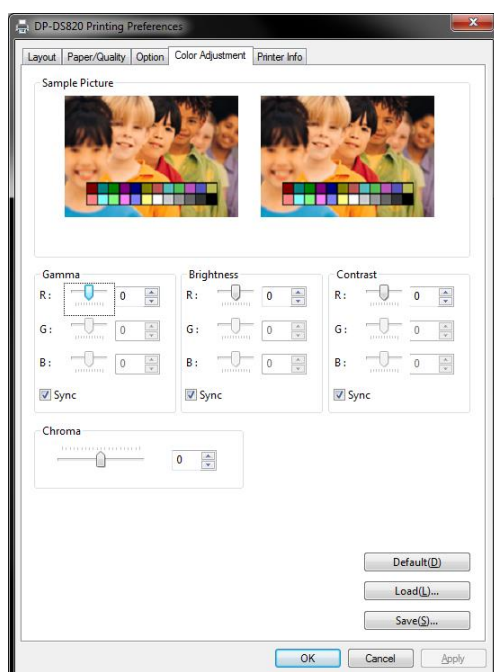 DP-DS820 Printing Preferences
Layout Paper/Quality Option Color Adjustment Printer Info
Sample Picture
Gamma Brightness Contrast
R: 0 R: 0 R: 0
G: 0 G: 0 G: 0
B: 0 B: 0 B: 0
Sync Sync Sync
Chroma
0
Default(D)
Load(L)...
Save(S)...
OK Cancel Apply